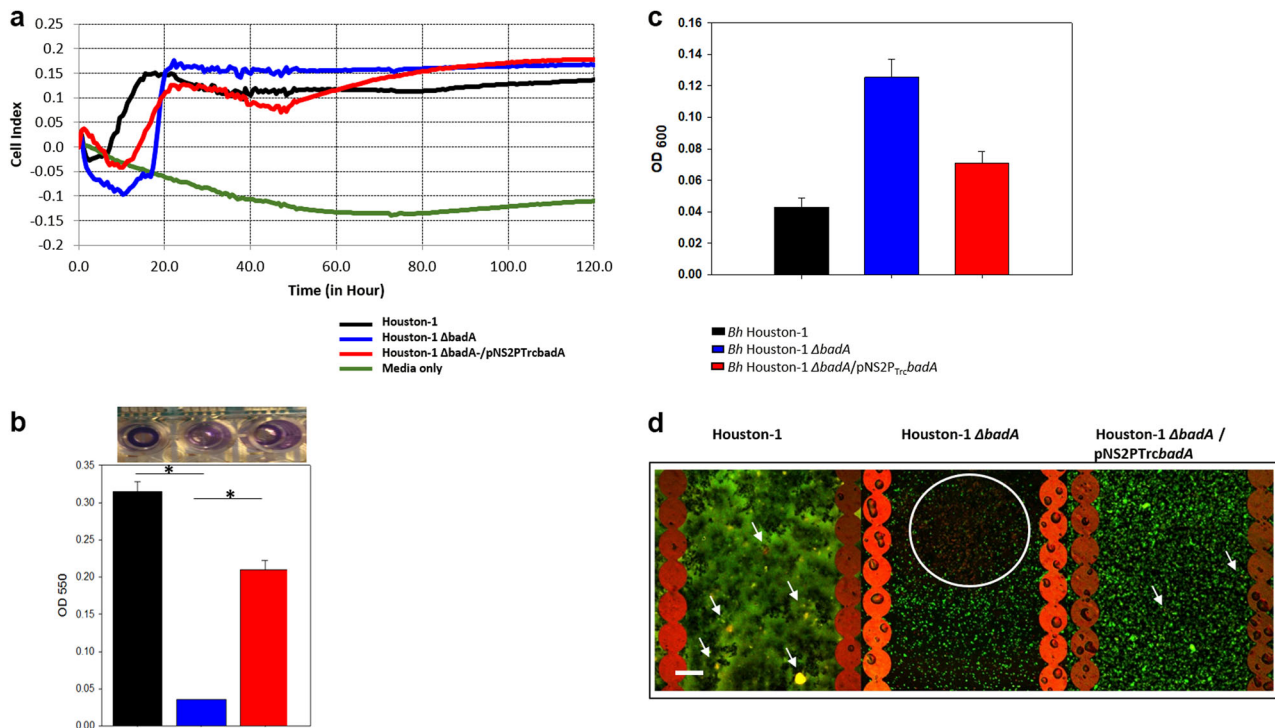 a
Cell Index
0.25
0.20
0.15
0.10
0.05
0.0
-0.05
-0.1
-0.15
-0.2
0.0 20.0 40.0 60.0 80.0 100.0 120.0
Time (in Hour)
Houston-1
Houston-1 ΔbadA
Houston-1 ΔbadA-/pNS2PTrcbadA
Media only
b
* *
OD 550
0.35
0.30
0.25
0.20
0.15
0.10
0.05
0.00
c
OD 600
0.16
0.14
0.12
0.10
0.08
0.06
0.04
0.02
0.00
Bh Houston-1
Bh Houston-1 ΔbadA
Bh Houston-1 ΔbadA/pNS2PTrcbadA
d
Houston-1 Houston-1 ΔbadA Houston-1 ΔbadA /
pNS2PTrcbadA